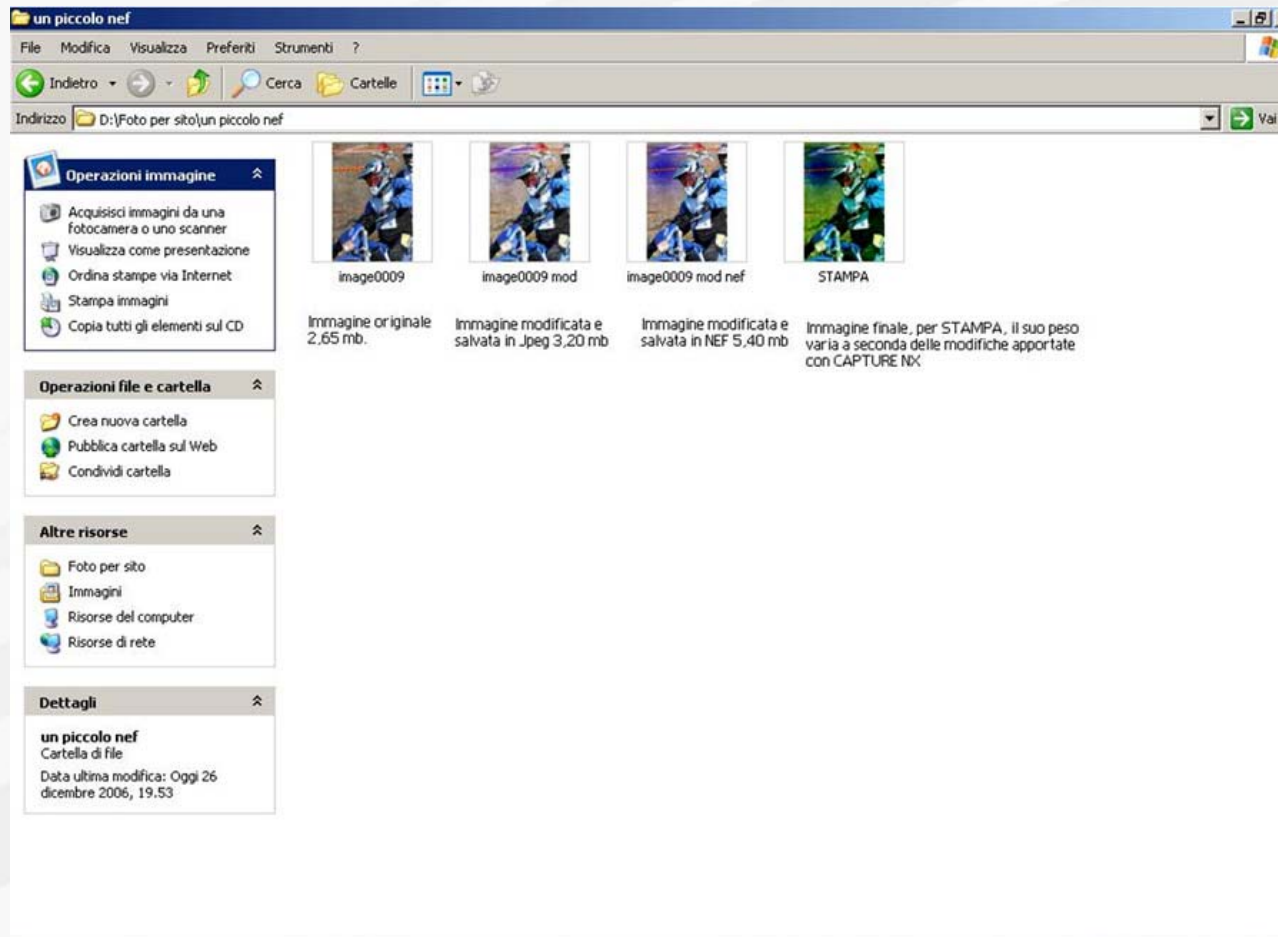 un piccolo nef
File Modifica Visualizza Preferiti Strumenti ?
Indietro Cerca Cartelle
Indirizzo D:\Foto per sito\un piccolo nef Vai
Operazioni immagine
Acquisisci immagini da una
fotocamera o uno scanner
Visualizza come presentazione
Ordina stampe via Internet
Stampa immagini
Copia tutti gli elementi sul CD
Operazioni file e cartella
Crea nuova cartella
Pubblica cartella sul Web
Condividi cartella
Altre risorse
Foto per sito
Immagini
Risorse del computer
Risorse di rete
Dettagli
un piccolo nef
Cartella di file
Data ultima modifica: Oggi 26
dicembre 2006, 19.53
image0009
Immagine originale
2,65 mb.
image0009 mod
Immagine modificata e
salvata in Jpeg 3,20 mb
image0009 mod nef
Immagine modificata e
salvata in NEF 5,40 mb
STAMPA
Immagine finale, per STAMPA, il suo peso
varia a seconda delle modifiche apportate
con CAPTURE NX